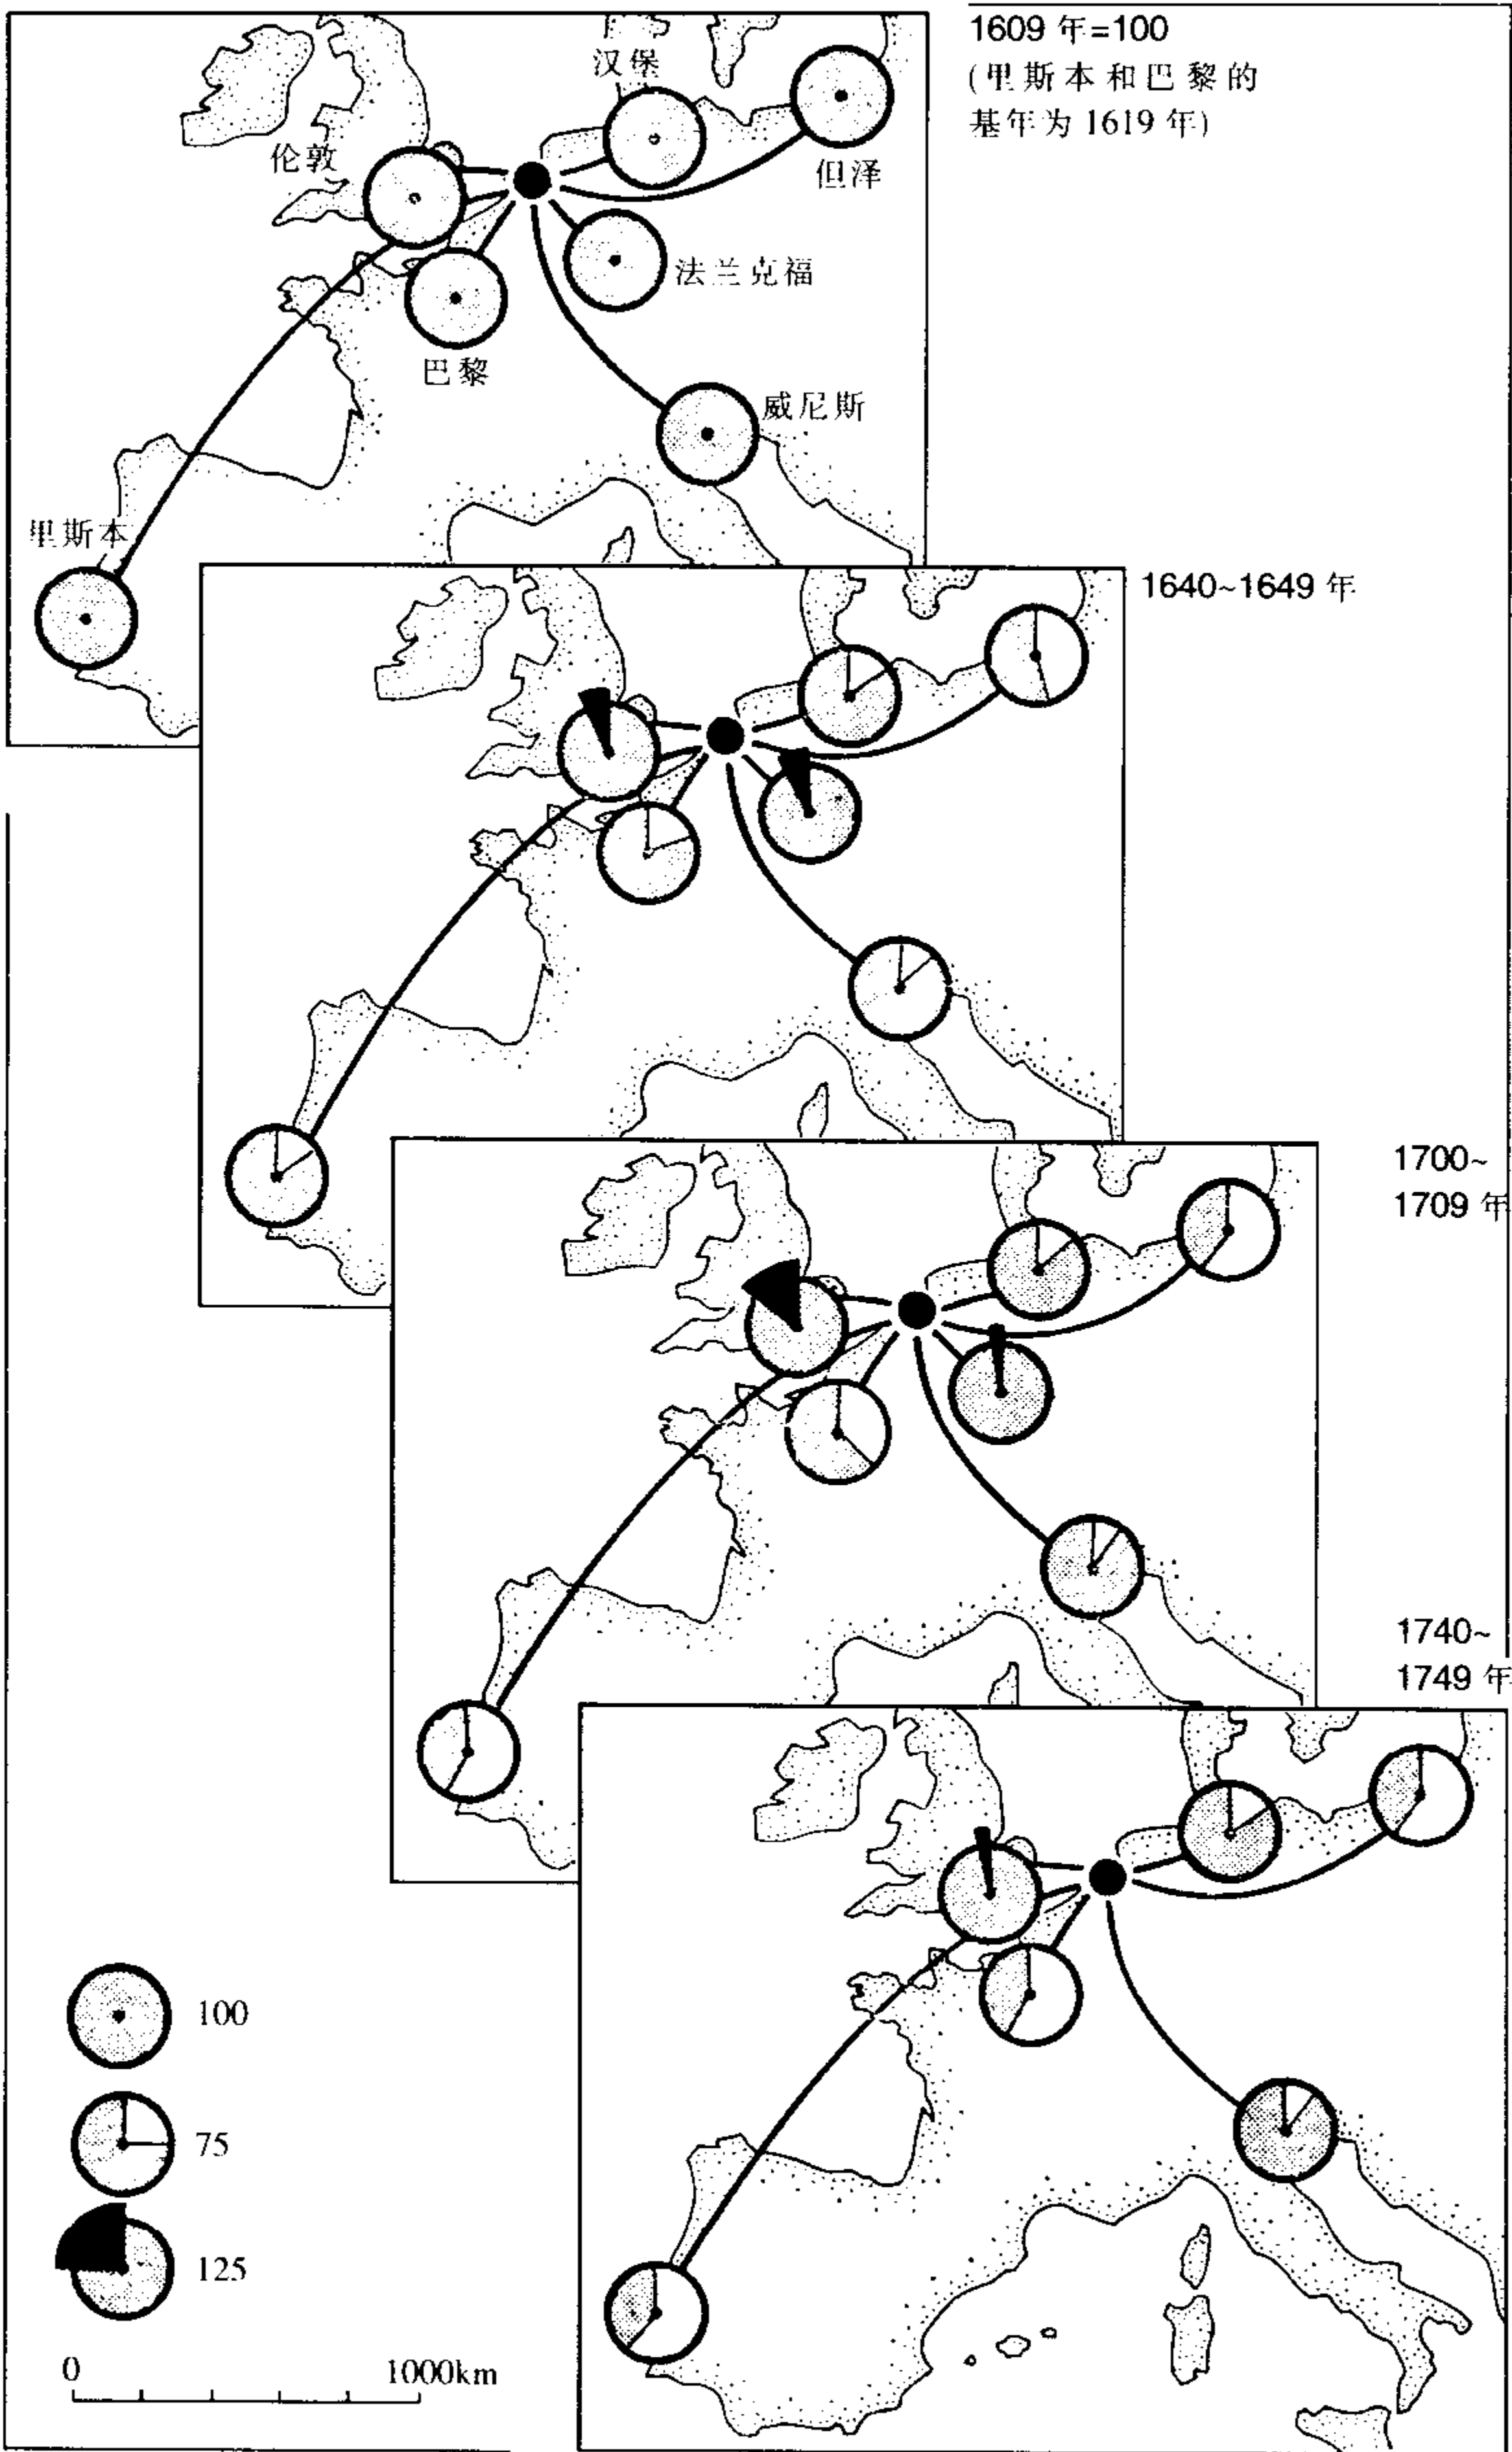 1609 年=100
(里斯本和巴黎的
基年为 1619 年)
汉堡
伦敦
但泽
法兰克福
巴黎
威尼斯
里斯本
1640~1649 年
1700~
1709 年
1740~
1749 年
100
75
125
0
1000km